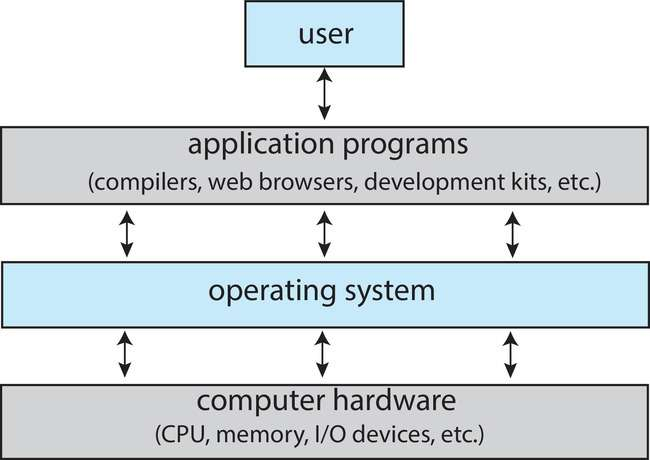 user
application programs
(compilers, web browsers, development kits, etc.)
operating system
computer hardware
(CPU, memory, I/O devices, etc.)